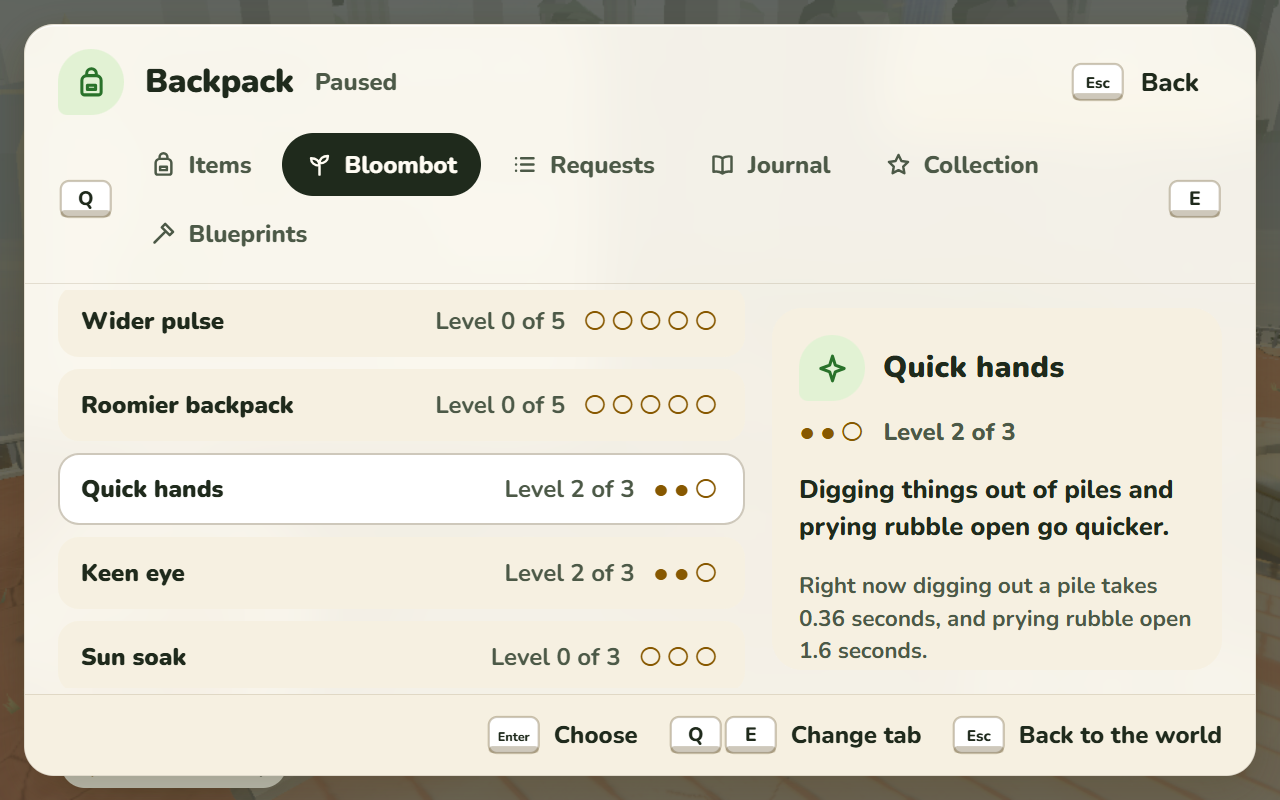 Backpack Paused
Esc Back
Items Bloombot Requests Journal Collection
Q
E
Blueprints
Wider pulse Level 0 of 5
Roomier backpack Level 0 of 5
Quick hands Level 2 of 3
Keen eye Level 2 of 3
Sun soak Level 0 of 3
Quick hands
Level 2 of 3
Digging things out of piles and
prying rubble open go quicker.
Right now digging out a pile takes
0.36 seconds, and prying rubble open
1.6 seconds.
Enter Choose Q E Change tab Esc Back to the world